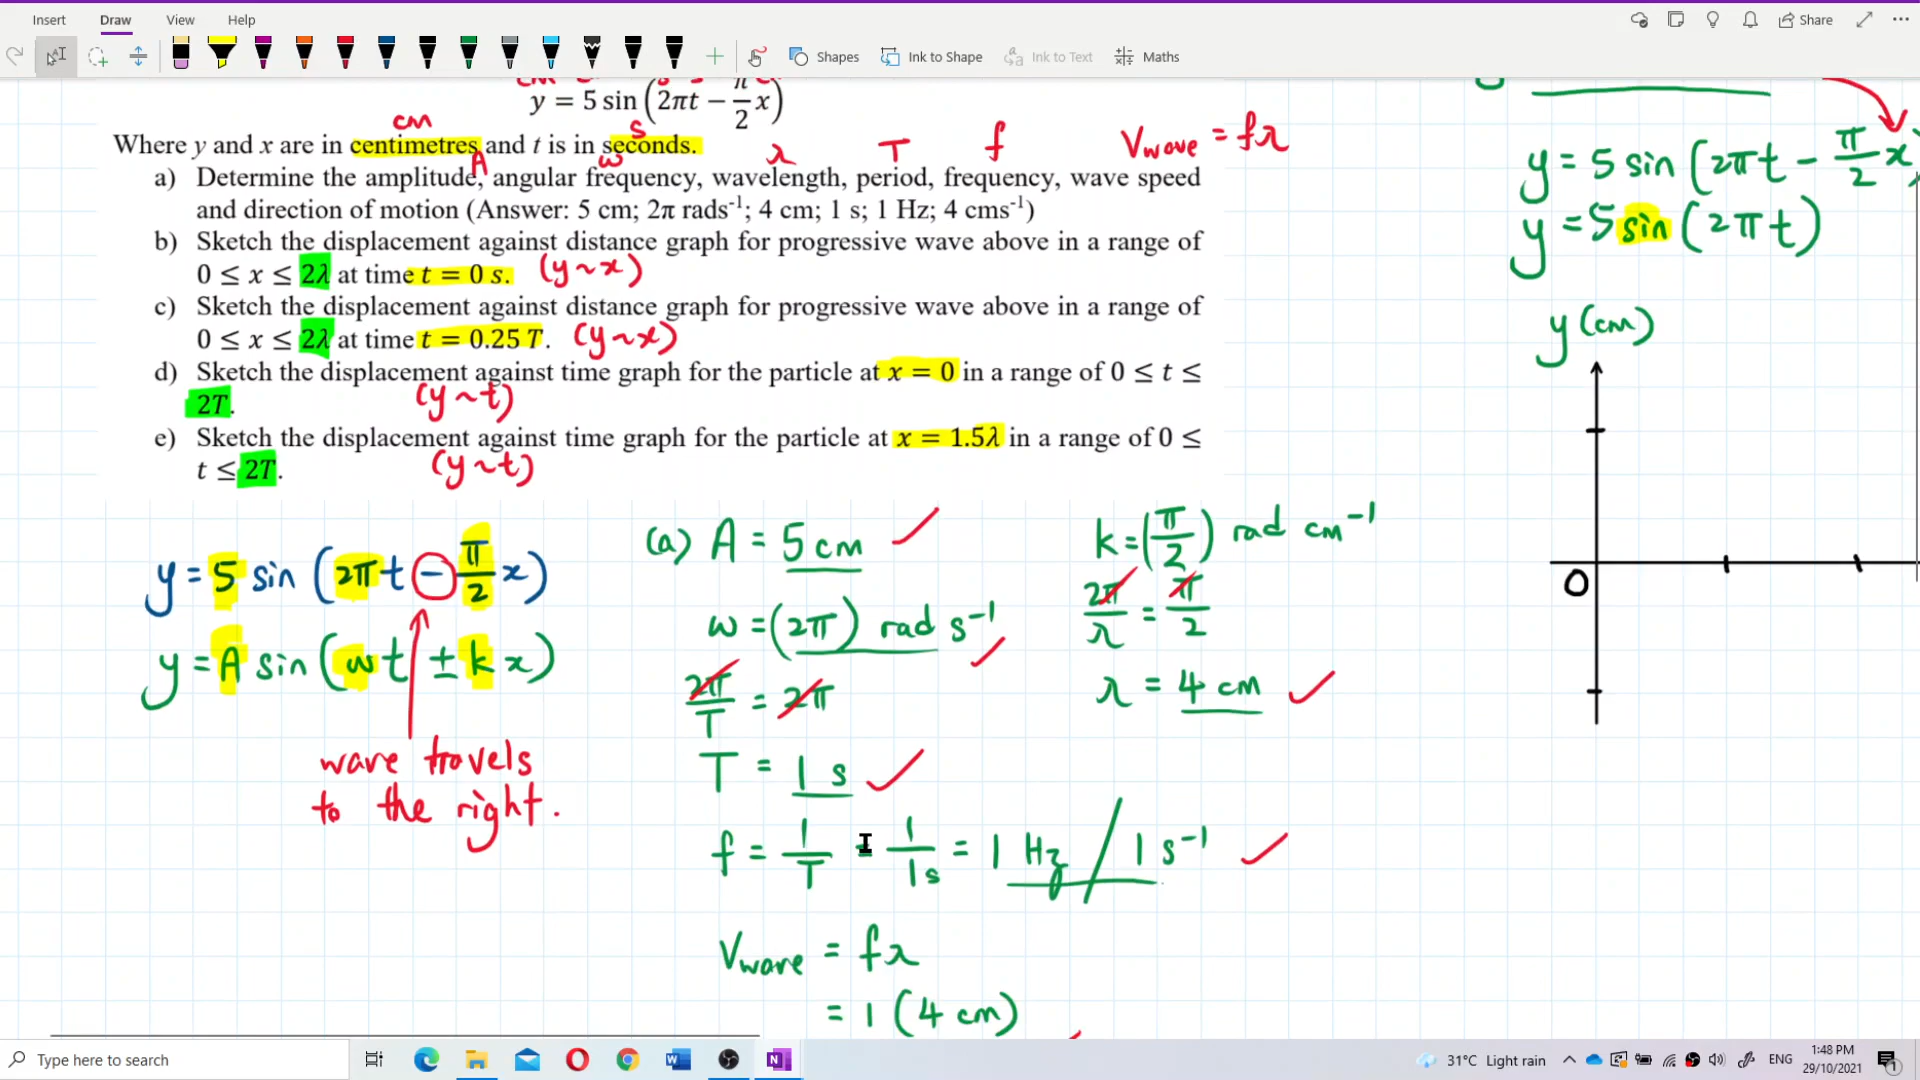 Insert Draw View Help
Share
Shapes Ink to Shape Ink to Text Maths
y = 5 sin (2πt − π/2 x)
cm s
Where y and x are in centimetres and t is in seconds.
A ω λ T f Vwave = fλ
a) Determine the amplitude, angular frequency, wavelength, period, frequency, wave speed
and direction of motion (Answer: 5 cm; 2π rads⁻¹; 4 cm; 1 s; 1 Hz; 4 cms⁻¹)
b) Sketch the displacement against distance graph for progressive wave above in a range of
0 ≤ x ≤ 2λ at time t = 0 s. (y ~ x)
c) Sketch the displacement against distance graph for progressive wave above in a range of
0 ≤ x ≤ 2λ at time t = 0.25 T. (y ~ x)
d) Sketch the displacement against time graph for the particle at x = 0 in a range of 0 ≤ t ≤
2T. (y ~ t)
e) Sketch the displacement against time graph for the particle at x = 1.5λ in a range of 0 ≤
t ≤ 2T. (y ~ t)
y = 5 sin (2πt − π/2 x)
y = A sin (ωt ± kx)
wave travels
to the right.
(a) A = 5 cm
ω = (2π) rad s⁻¹
2π/T = 2π
T = 1 s
f = 1/T = 1/1s = 1 Hz / 1 s⁻¹
Vwave = fλ
= 1 (4 cm)
k = (π/2) rad cm⁻¹
2π/λ = π/2
λ = 4 cm
y = 5 sin (2πt − π/2 x
y = 5 sin (2πt)
y (cm)
0
Type here to search
31°C Light rain
ENG
1:48 PM
29/10/2021
1